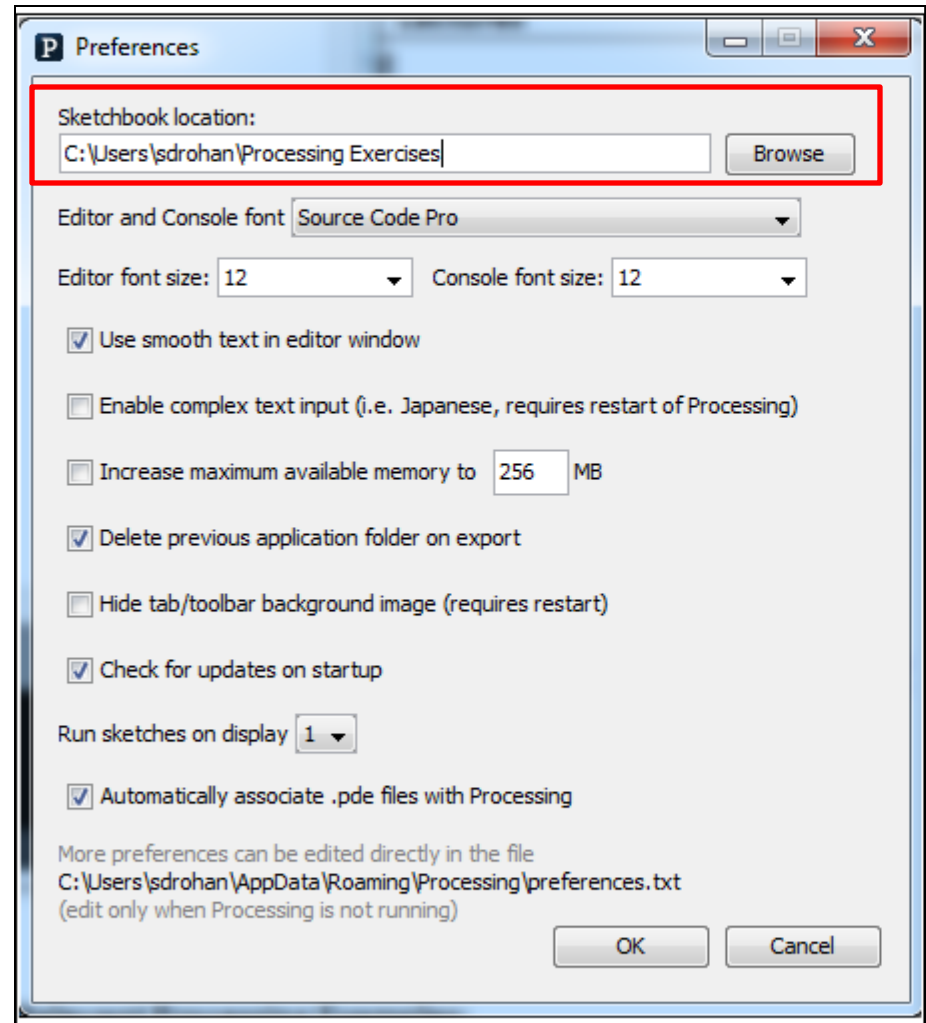 P Preferences
Sketchbook location:
C:\Users\sdrohan\Processing Exercises Browse
Editor and Console font Source Code Pro
Editor font size: 12 Console font size: 12
Use smooth text in editor window
Enable complex text input (i.e. Japanese, requires restart of Processing)
Increase maximum available memory to 256 MB
Delete previous application folder on export
Hide tab/toolbar background image (requires restart)
Check for updates on startup
Run sketches on display 1
Automatically associate .pde files with Processing
More preferences can be edited directly in the file
C:\Users\sdrohan\AppData\Roaming\Processing\preferences.txt
(edit only when Processing is not running)
OK Cancel